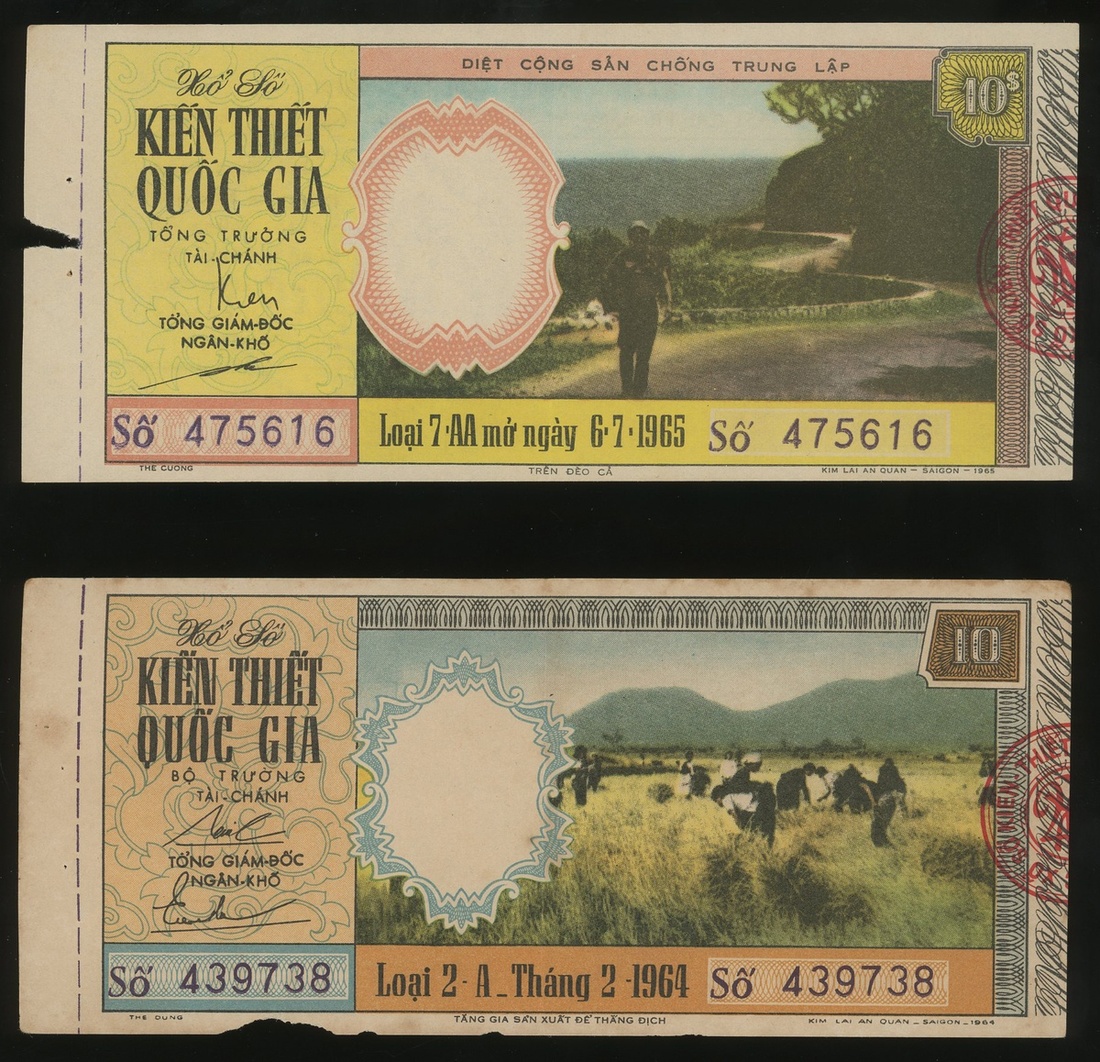 Xổ Số
KIẾN THIẾT
QUỐC GIA
TỔNG TRƯỞNG
TÀI-CHÁNH
TỔNG GIÁM-ĐỐC
NGÂN-KHỐ
Số 475616
THE CUONG
DIỆT CỘNG SẢN CHỐNG TRUNG LẬP
10$
Loại 7·AA mở ngày 6·7·1965 Số 475616
TRÊN ĐÈO CẢ
KIM LAI AN QUAN – SAIGON – 1965
Xổ Số
KIẾN THIẾT
QUỐC GIA
BỘ TRƯỞNG
TÀI-CHÁNH
TỔNG GIÁM-ĐỐC
NGÂN-KHỐ
Số 439738
THE DUNG
10
Loại 2-A_Tháng 2-1964 Số 439738
TĂNG GIA SẢN XUẤT ĐỂ THẮNG ĐỊCH
KIM LAI AN QUAN _ SAIGON _ 1964